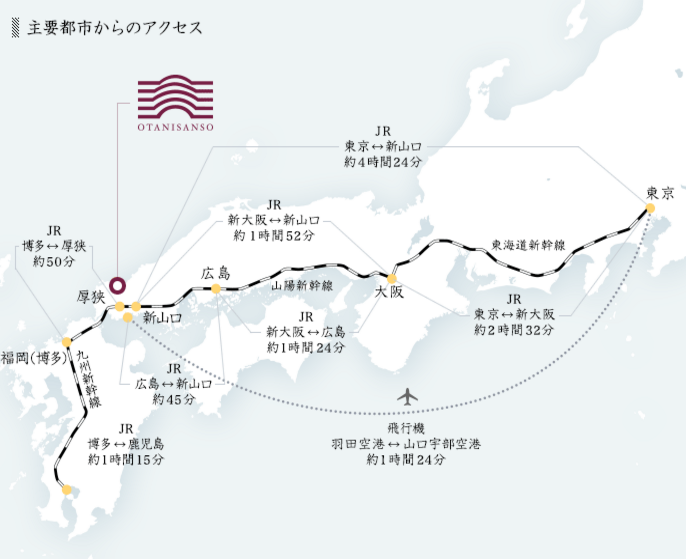 主要都市からのアクセス
OTANISANSO
JR
東京↔新山口
約4時間24分
東京
JR
新大阪↔新山口
約1時間52分
JR
博多↔厚狭
約50分
東海道新幹線
広島
山陽新幹線
大阪
厚狭
新山口
JR
東京↔新大阪
約2時間32分
JR
新大阪↔広島
約1時間24分
福岡(博多)
九州新幹線
JR
広島↔新山口
約45分
JR
博多↔鹿児島
約1時間15分
飛行機
羽田空港↔山口宇部空港
約1時間24分